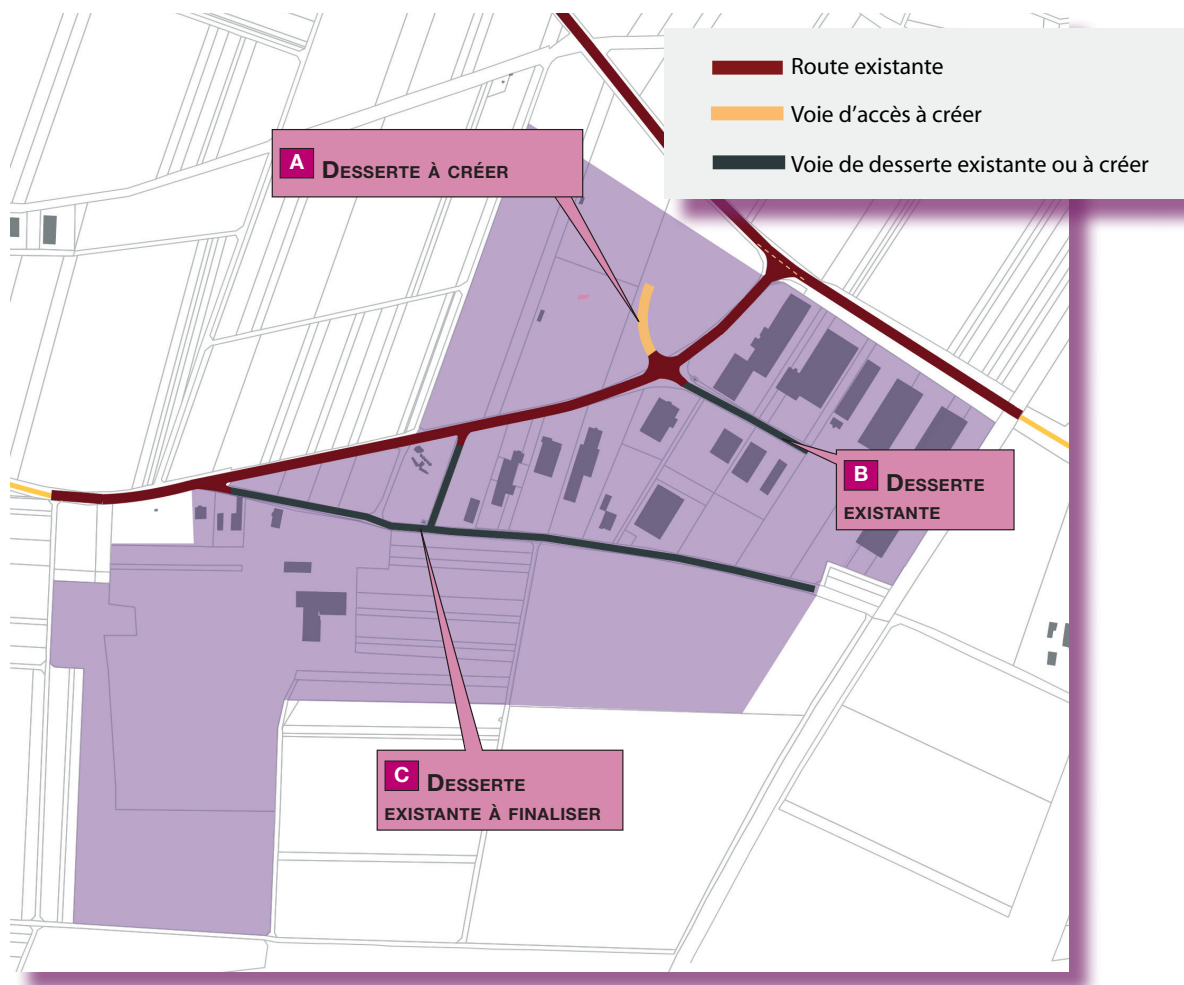 Route existante
Voie d'accès à créer
Voie de desserte existante ou à créer
A Desserte à créer
B Desserte
existante
C Desserte
existante à finaliser